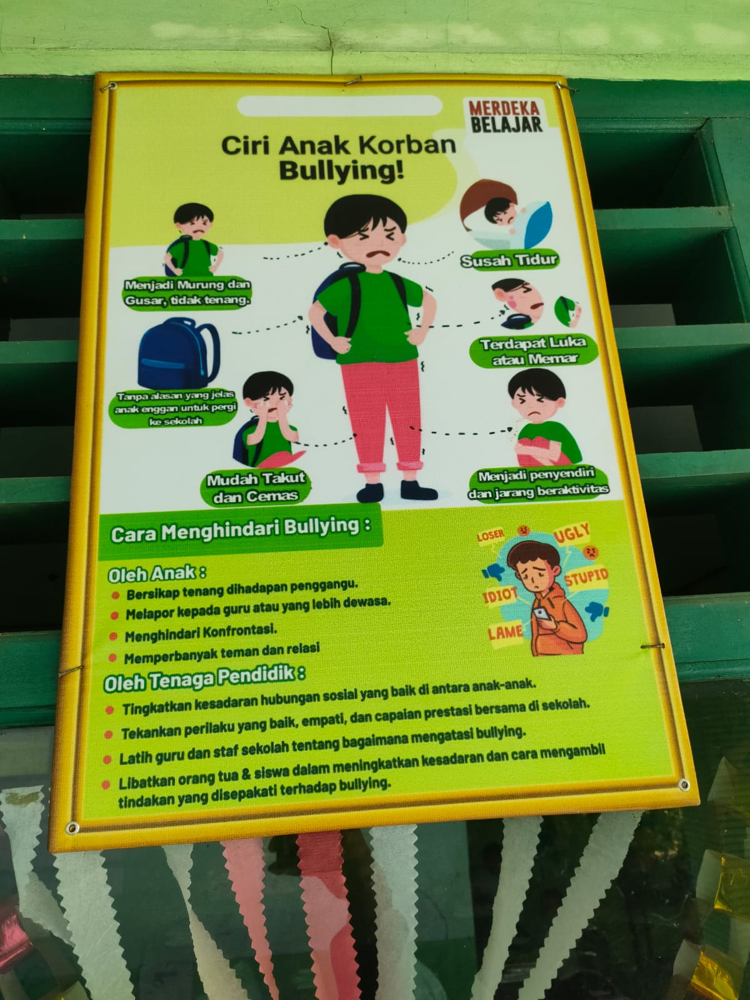 MERDEKA
BELAJAR
Ciri Anak Korban
Bullying!
Menjadi Murung dan
Gusar, tidak tenang.
Susah Tidur
Terdapat Luka
atau Memar
Tanpa alasan yang jelas
anak enggan untuk pergi
ke sekolah
Mudah Takut
dan Cemas
Menjadi penyendiri
dan jarang beraktivitas
Cara Menghindari Bullying :
Oleh Anak :
Bersikap tenang dihadapan penggangu.
Melapor kepada guru atau yang lebih dewasa.
Menghindari Konfrontasi.
Memperbanyak teman dan relasi
LOSER
UGLY
STUPID
IDIOT
LAME
Oleh Tenaga Pendidik :
Tingkatkan kesadaran hubungan sosial yang baik di antara anak-anak.
Tekankan perilaku yang baik, empati, dan capaian prestasi bersama di sekolah.
Latih guru dan staf sekolah tentang bagaimana mengatasi bullying.
Libatkan orang tua & siswa dalam meningkatkan kesadaran dan cara mengambil
tindakan yang disepakati terhadap bullying.